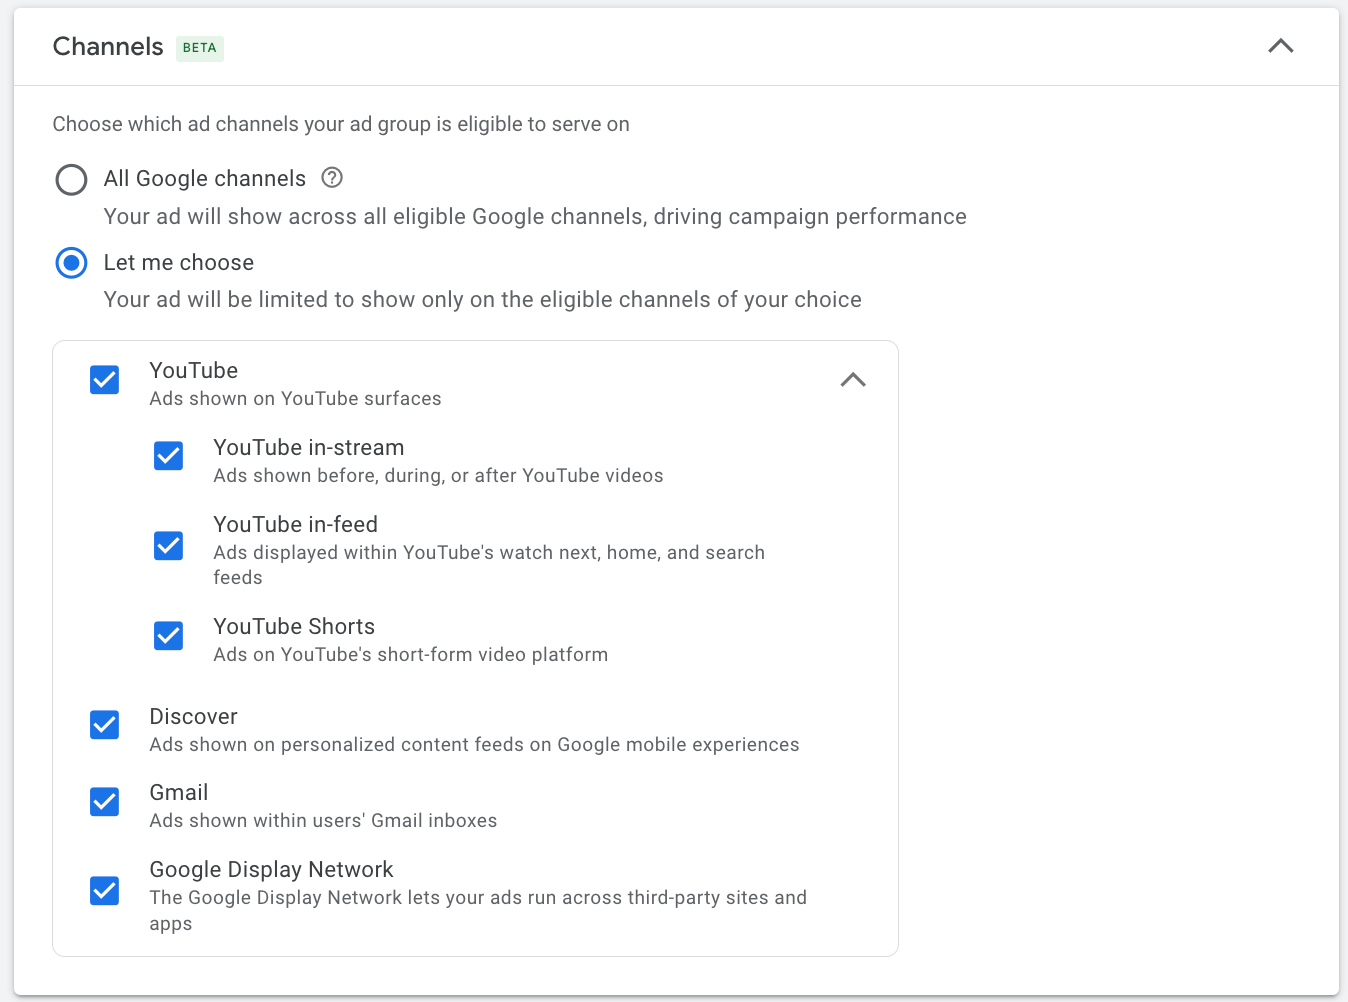 Channels BETA
Choose which ad channels your ad group is eligible to serve on
All Google channels
Your ad will show across all eligible Google channels, driving campaign performance
Let me choose
Your ad will be limited to show only on the eligible channels of your choice
YouTube
Ads shown on YouTube surfaces
YouTube in-stream
Ads shown before, during, or after YouTube videos
YouTube in-feed
Ads displayed within YouTube's watch next, home, and search
feeds
YouTube Shorts
Ads on YouTube's short-form video platform
Discover
Ads shown on personalized content feeds on Google mobile experiences
Gmail
Ads shown within users' Gmail inboxes
Google Display Network
The Google Display Network lets your ads run across third-party sites and
apps